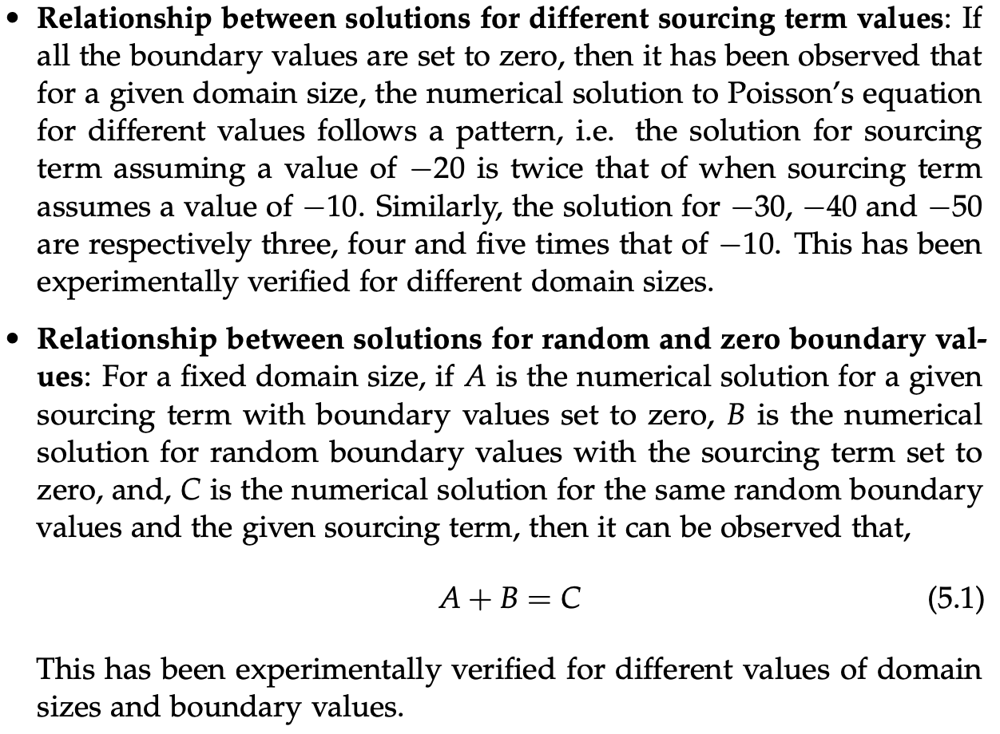 • Relationship between solutions for different sourcing term values: If
all the boundary values are set to zero, then it has been observed that
for a given domain size, the numerical solution to Poisson's equation
for different values follows a pattern, i.e. the solution for sourcing
term assuming a value of −20 is twice that of when sourcing term
assumes a value of −10. Similarly, the solution for −30, −40 and −50
are respectively three, four and five times that of −10. This has been
experimentally verified for different domain sizes.
• Relationship between solutions for random and zero boundary val-
ues: For a fixed domain size, if A is the numerical solution for a given
sourcing term with boundary values set to zero, B is the numerical
solution for random boundary values with the sourcing term set to
zero, and, C is the numerical solution for the same random boundary
values and the given sourcing term, then it can be observed that,
A + B = C (5.1)
This has been experimentally verified for different values of domain
sizes and boundary values.